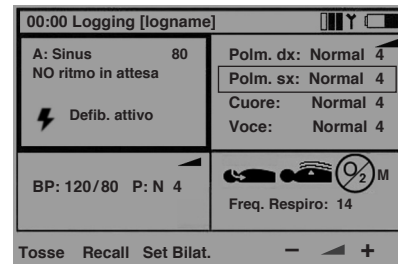 00:00 Logging [logname]
A: Sinus 80
NO ritmo in attesa
Defib. attivo
Polm. dx: Normal 4
Polm. sx: Normal 4
Cuore: Normal 4
Voce: Normal 4
BP: 120/80 P: N 4
O2 M
Freq. Respiro: 14
Tosse Recall Set Bilat. − +